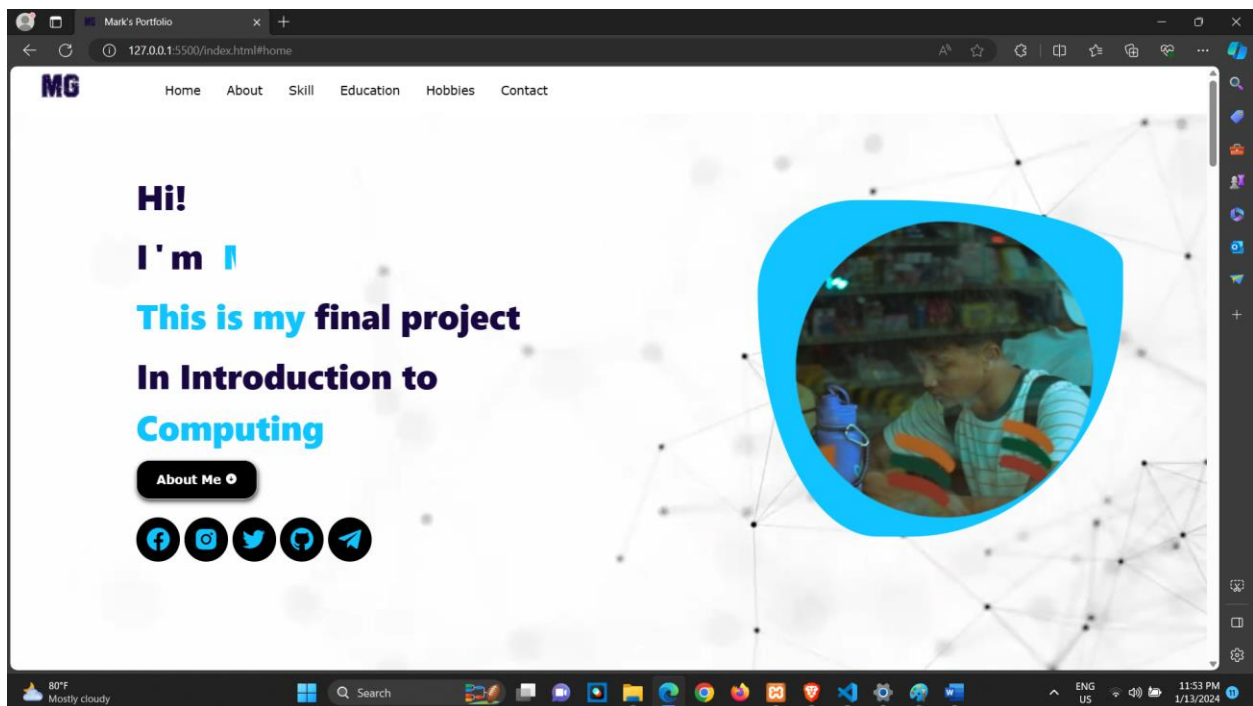 Mark's Portfolio
127.0.0.1:5500/index.html#home
MG
Home About Skill Education Hobbies Contact
Hi!
I'm M
This is my final project
In Introduction to
Computing
About Me
80°F
Mostly cloudy
Search
ENG
US
11:53 PM
1/13/2024